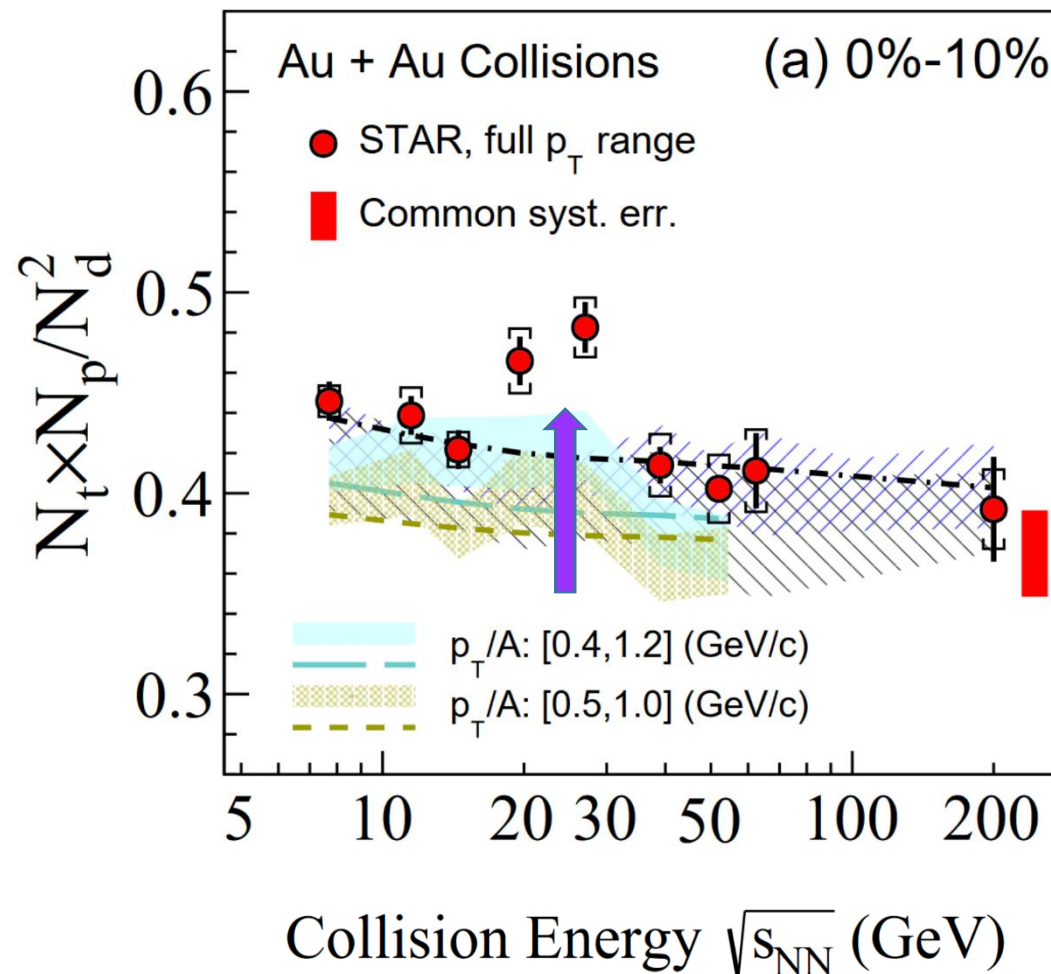 Au + Au Collisions (a) 0%-10%
STAR, full p_T range
Common syst. err.
N_t×N_p/N_d^2
0.6
0.5
0.4
0.3
p_T/A: [0.4,1.2] (GeV/c)
p_T/A: [0.5,1.0] (GeV/c)
5 10 20 30 50 100 200
Collision Energy √s_NN (GeV)